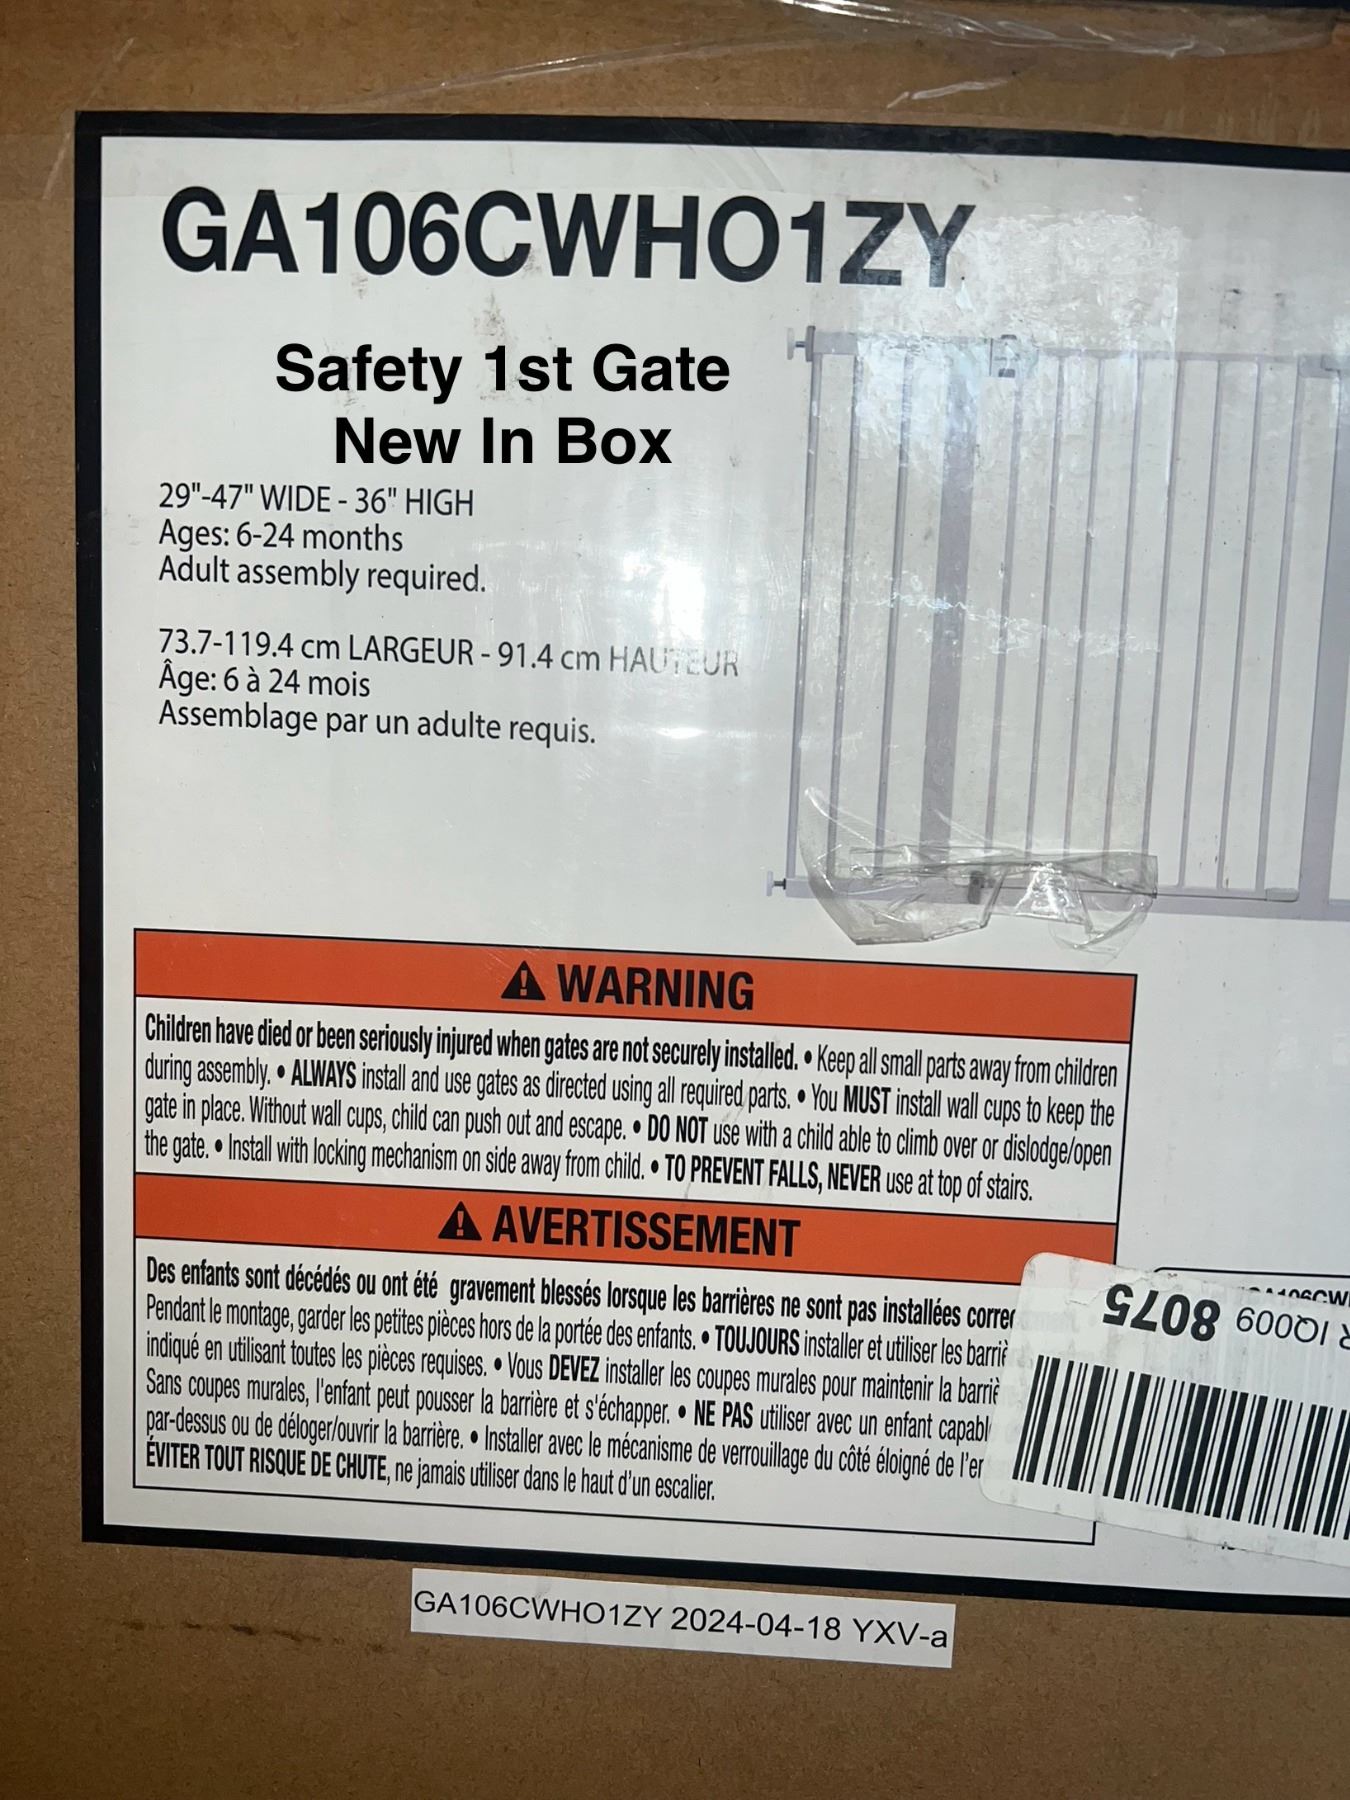 GA106CWHO1ZY
Safety 1st Gate
New In Box
29"-47" WIDE - 36" HIGH
Ages: 6-24 months
Adult assembly required.
73.7-119.4 cm LARGEUR - 91.4 cm HAUTEUR
Âge: 6 à 24 mois
Assemblage par un adulte requis.
WARNING
Children have died or been seriously injured when gates are not securely installed. • Keep all small parts away from children
during assembly. • ALWAYS install and use gates as directed using all required parts. • You MUST install wall cups to keep the
gate in place. Without wall cups, child can push out and escape. • DO NOT use with a child able to climb over or dislodge/open
the gate. • Install with locking mechanism on side away from child. • TO PREVENT FALLS, NEVER use at top of stairs.
AVERTISSEMENT
Des enfants sont décédés ou ont été gravement blessés lorsque les barrières ne sont pas installées
Pendant le montage, garder les petites pièces hors de la portée des enfants. • TOUJOURS installer et utiliser les
indiqué en utilisant toutes les pièces requises. • Vous DEVEZ installer les coupes murales pour maintenir la
Sans coupes murales, l'enfant peut pousser la barrière et s'échapper. • NE PAS utiliser avec un enfant
par-dessus ou de déloger/ouvrir la barrière. • Installer avec le mécanisme de verrouillage du côté éloigné de
ÉVITER TOUT RISQUE DE CHUTE, ne jamais utiliser dans le haut d'un escalier.
IQ009 8075
GA106CWHO1ZY 2024-04-18 YXV-a